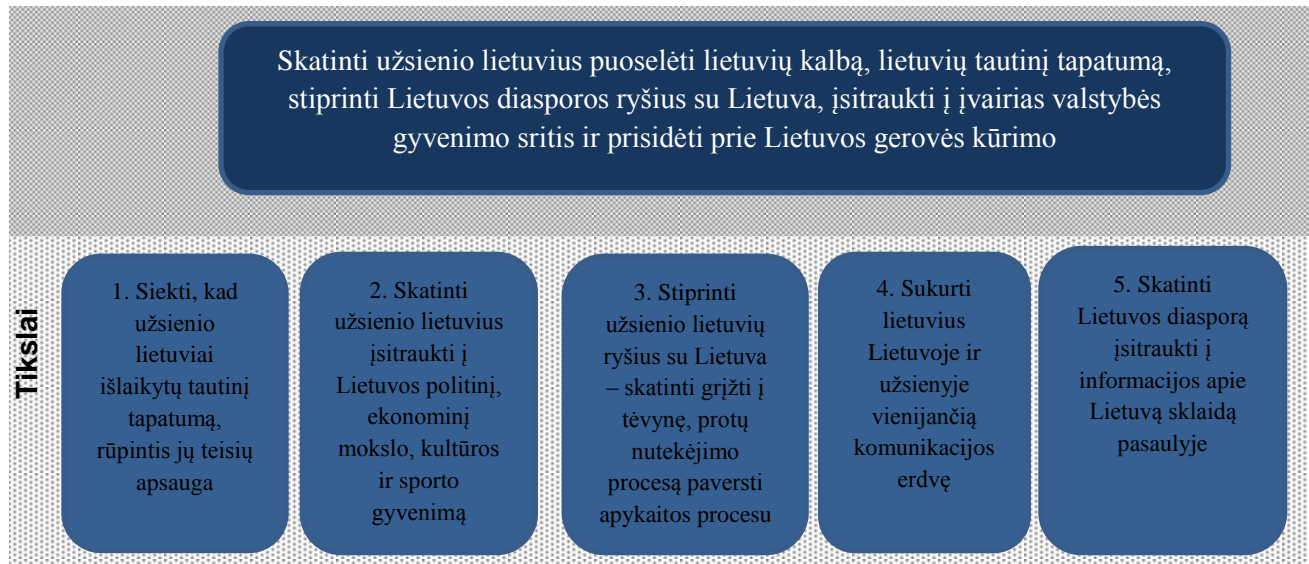 Skatinti užsienio lietuvius puoselėti lietuvių kalbą, lietuvių tautinį tapatumą,
stiprinti Lietuvos diasporos ryšius su Lietuva, įsitraukti į įvairias valstybės
gyvenimo sritis ir prisidėti prie Lietuvos gerovės kūrimo
Tikslai
1. Siekti, kad
užsienio
lietuviai
išlaikytų tautinį
tapatumą,
rūpintis jų teisių
apsauga
2. Skatinti
užsienio lietuvius
įsitraukti į
Lietuvos politinį,
ekonominį
mokslo, kultūros
ir sporto
gyvenimą
3. Stiprinti
užsienio lietuvių
ryšius su Lietuva
– skatinti grįžti į
tėvynę, protų
nutekėjimo
procesą paversti
apykaitos procesu
4. Sukurti
lietuvius
Lietuvoje ir
užsienyje
vienijančią
komunikacijos
erdvę
5. Skatinti
Lietuvos diasporą
įsitraukti į
informacijos apie
Lietuvą sklaidą
pasaulyje